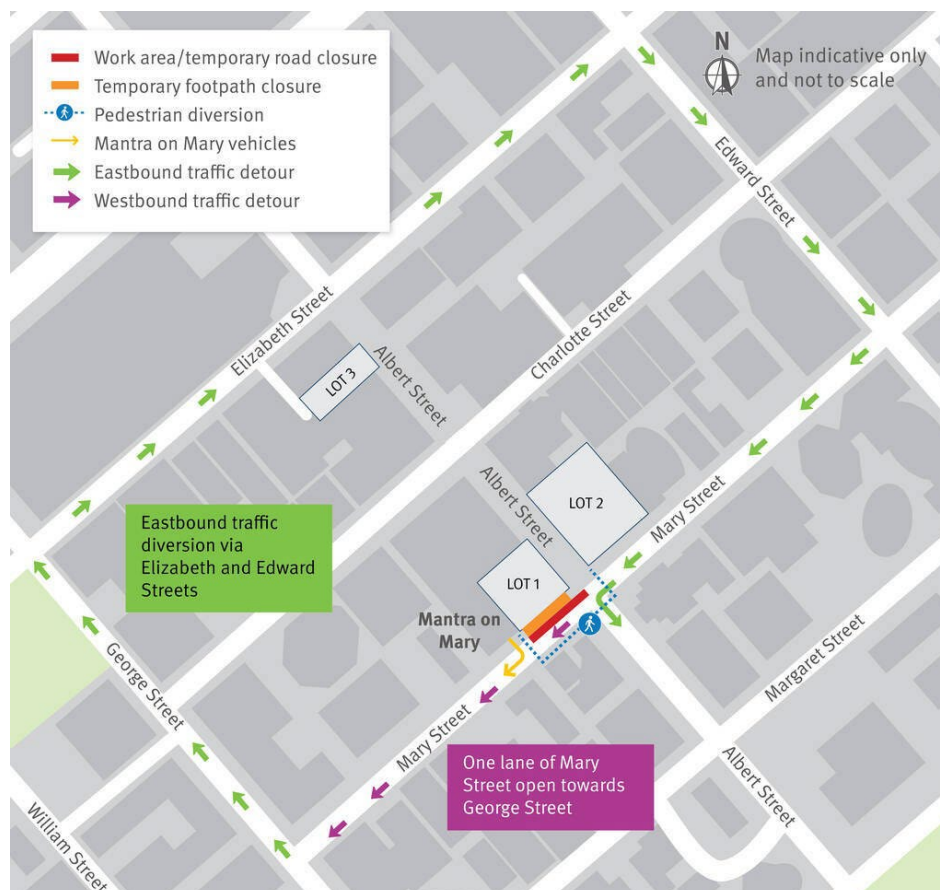 Work area/temporary road closure
Temporary footpath closure
Pedestrian diversion
Mantra on Mary vehicles
Eastbound traffic detour
Westbound traffic detour
N
Map indicative only
and not to scale
Edward Street
Elizabeth Street
Charlotte Street
LOT 3
Albert Street
Albert Street
LOT 2
Mary Street
Eastbound traffic
diversion via
Elizabeth and Edward
Streets
LOT 1
Mantra on
Mary
Margaret Street
George Street
Mary Street
One lane of Mary
Street open towards
George Street
Albert Street
William Street